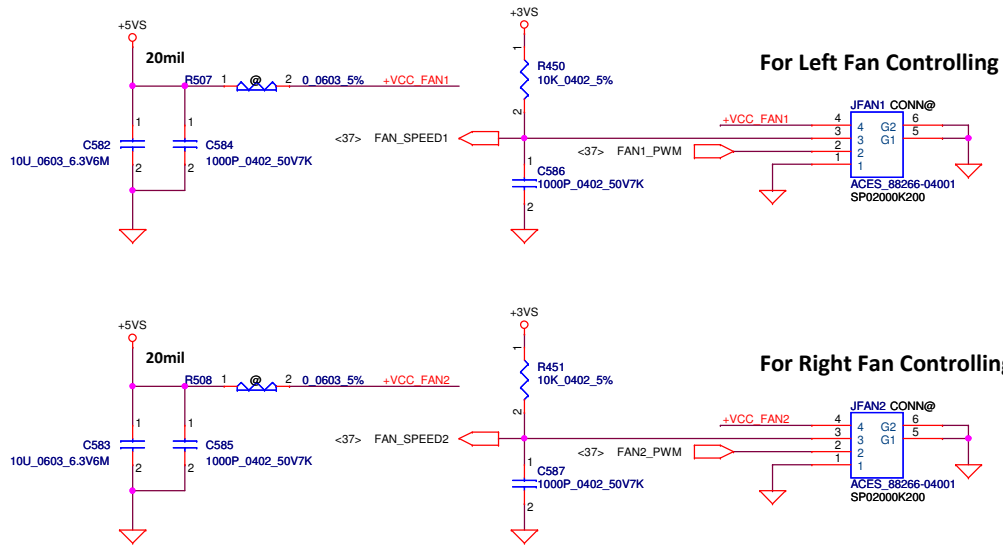 +5VS
20mil
R507 1 @ 2 0_0603_5% +VCC_FAN1
1
C582
10U_0603_6.3V6M
2
1
C584
1000P_0402_50V7K
2
+3VS
1
R450
10K_0402_5%
2
<37> FAN_SPEED1
1
C586
1000P_0402_50V7K
2
<37> FAN1_PWM
For Left Fan Controlling
JFAN1 CONN@
+VCC_FAN1
4 4 G2 6
3 3 G1 5
2 2
1 1
ACES_88266-04001
SP02000K200
+5VS
20mil
R508 1 @ 2 0_0603_5% +VCC_FAN2
1
C583
10U_0603_6.3V6M
2
1
C585
1000P_0402_50V7K
2
+3VS
1
R451
10K_0402_5%
2
<37> FAN_SPEED2
1
C587
1000P_0402_50V7K
2
<37> FAN2_PWM
For Right Fan Controlling
JFAN2 CONN@
+VCC_FAN2
4 4 G2 6
3 3 G1 5
2 2
1 1
ACES_88266-04001
SP02000K200